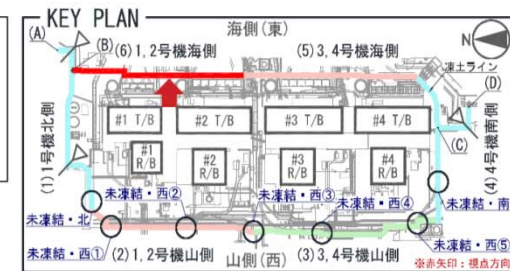 KEY PLAN
海側(東)
N
(A)
(B)
(6)1,2号機海側
(5)3,4号機海側
凍土ライン
(D)
#1 T/B
#2 T/B
#3 T/B
#4 T/B
(1)1号機北側
#1
R/B
#2
R/B
#3
R/B
#4
R/B
(C)
(4)4号機南側
未凍結・北
未凍結・西②
未凍結・西③
未凍結・西④
未凍結・南
未凍結・西①
(2)1,2号機山側
山側(西)
(3)3,4号機山側
未凍結・西⑤
※赤矢印:視点方向